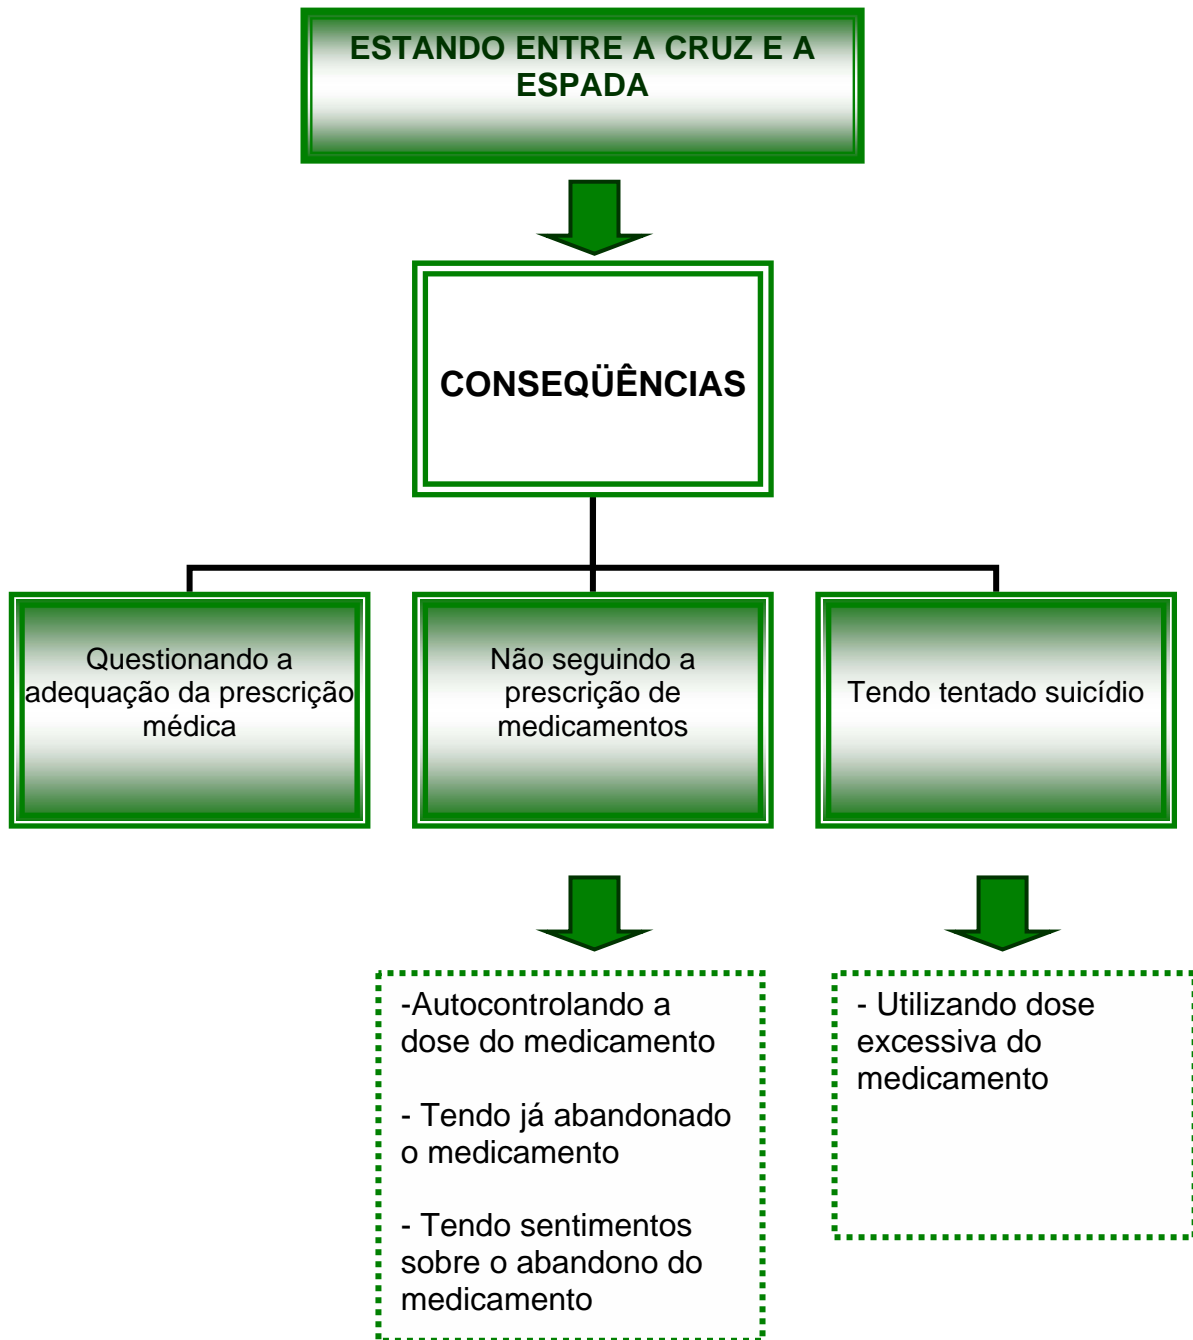 ESTANDO ENTRE A CRUZ E A
ESPADA
CONSEQÜÊNCIAS
Questionando a
adequação da prescrição
médica
Não seguindo a
prescrição de
medicamentos
Tendo tentado suicídio
-Autocontrolando a
dose do medicamento
- Tendo já abandonado
o medicamento
- Tendo sentimentos
sobre o abandono do
medicamento
- Utilizando dose
excessiva do
medicamento